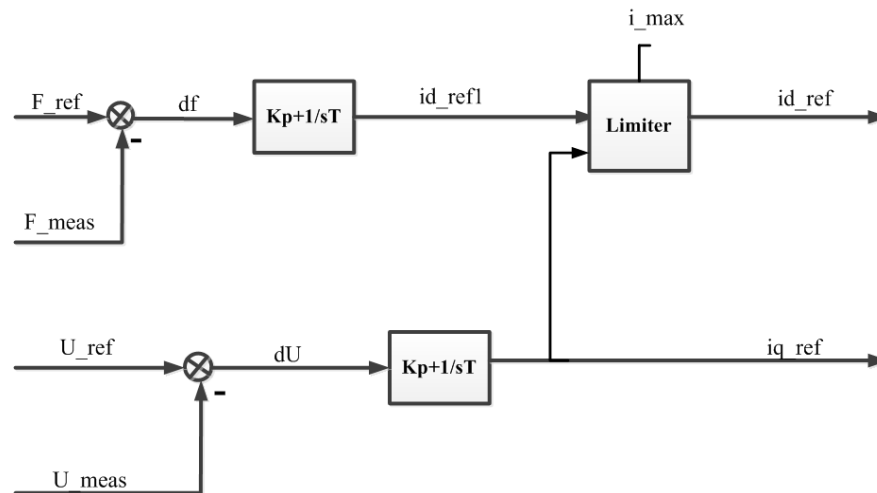 i_max
F_ref
df
Kp+1/sT
id_ref1
Limiter
id_ref
-
F_meas
U_ref
dU
Kp+1/sT
iq_ref
-
U_meas